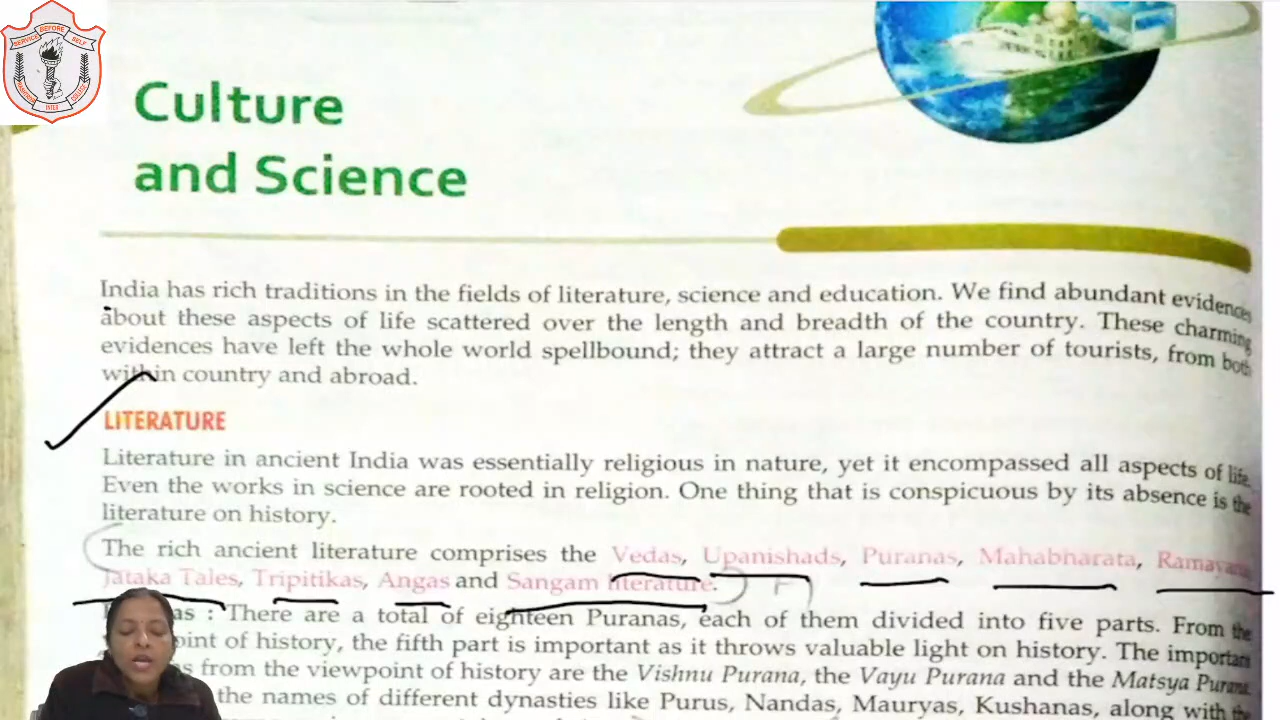 SERVICE BEFORE SELF
INTER
COLLEGE
Culture
and Science
India has rich traditions in the fields of literature, science and education. We find abundant evidences
about these aspects of life scattered over the length and breadth of the country. These charming
evidences have left the whole world spellbound; they attract a large number of tourists, from both
within country and abroad.
LITERATURE
Literature in ancient India was essentially religious in nature, yet it encompassed all aspects of life.
Even the works in science are rooted in religion. One thing that is conspicuous by its absence is the
literature on history.
The rich ancient literature comprises the Vedas, Upanishads, Puranas, Mahabharata, Ramayana,
Jataka Tales, Tripitikas, Angas and Sangam literature.
: There are a total of eighteen Puranas, each of them divided into five parts. From the
point of history, the fifth part is important as it throws valuable light on history. The important
from the viewpoint of history are the Vishnu Purana, the Vayu Purana and the Matsya Purana.
the names of different dynasties like Purus, Nandas, Mauryas, Kushanas, along with the